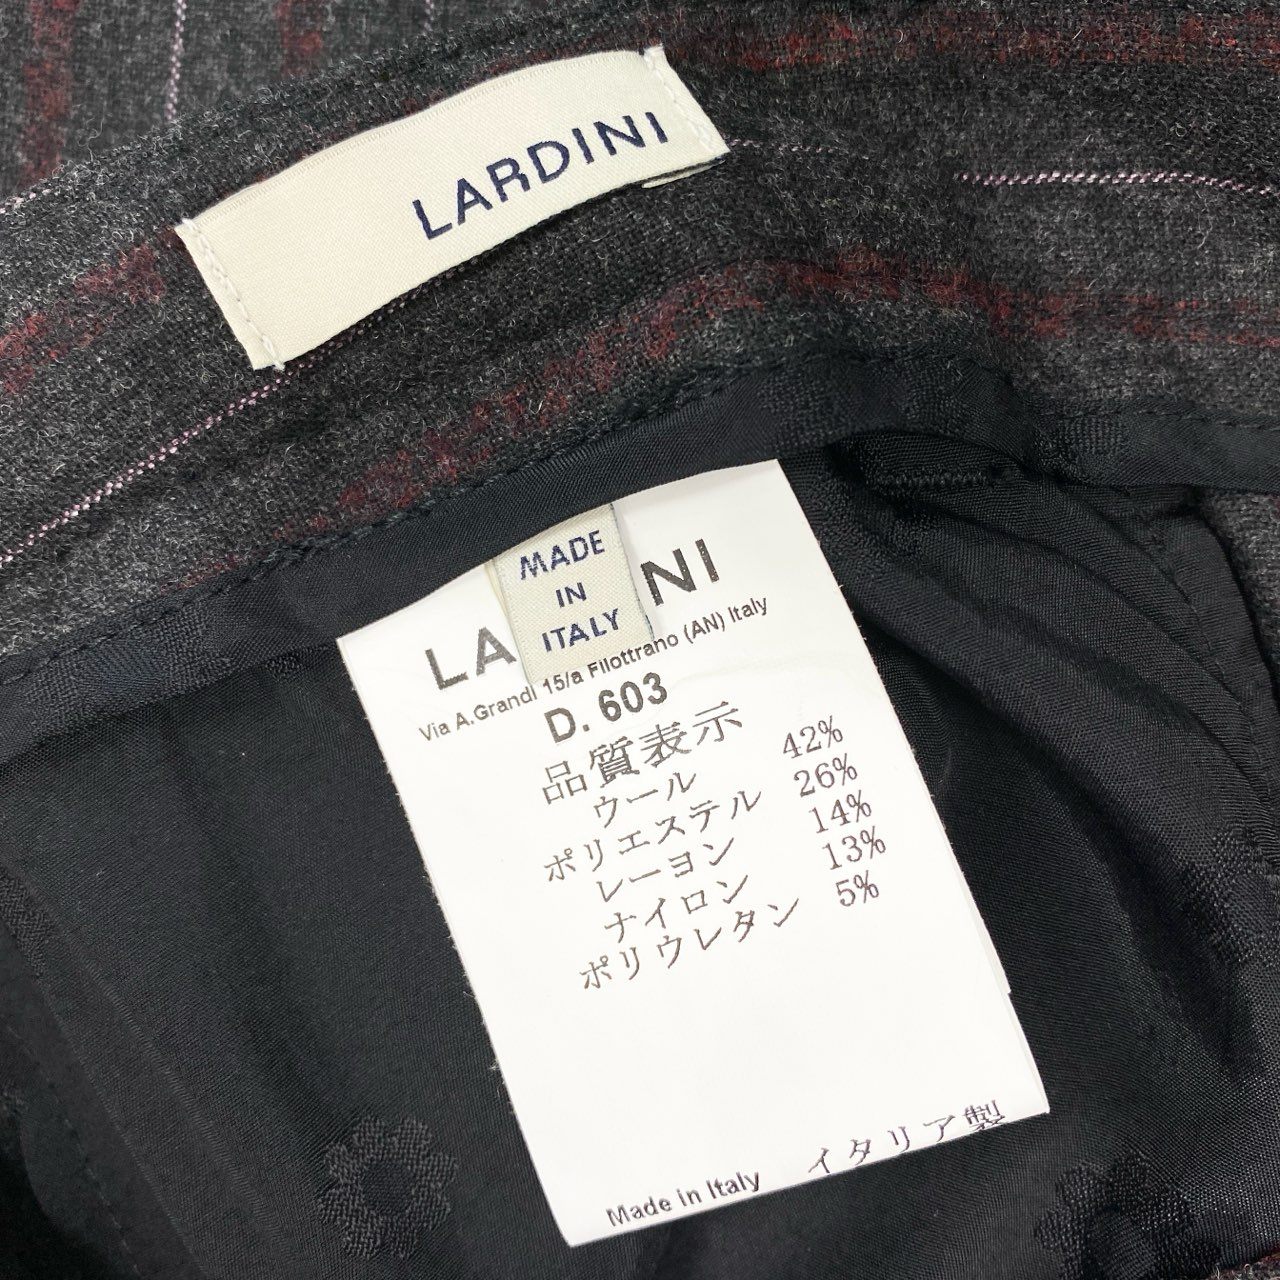 LARDINI
MADE
IN
ITALY
LA NI
Via A.Grandi 15/a Filottrano (AN) Italy
D. 603
品質表示
ウール 42%
ポリエステル 26%
レーヨン 14%
ナイロン 13%
ポリウレタン 5%
イタリア製
Made in Italy